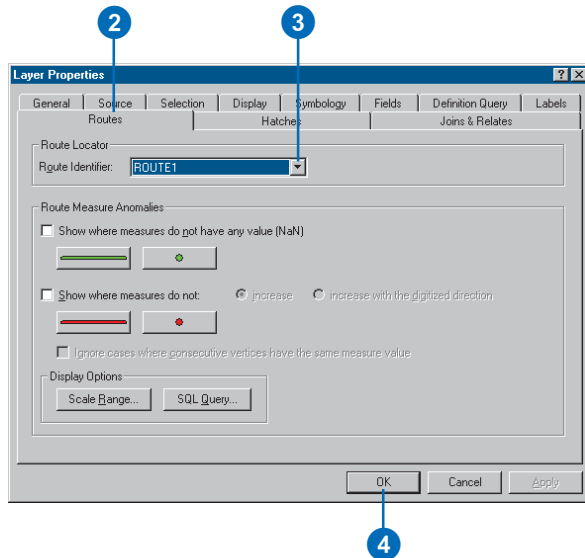 2 3
Layer Properties
General Source Selection Display Symbology Fields Definition Query Labels
Routes Hatches Joins & Relates
Route Locator
Route Identifier: ROUTE1
Route Measure Anomalies
Show where measures do not have any value (NaN)
Show where measures do not: increase increase with the digitized direction
Ignore cases where consecutive vertices have the same measure value
Display Options
Scale Range... SQL Query...
OK Cancel Apply
4